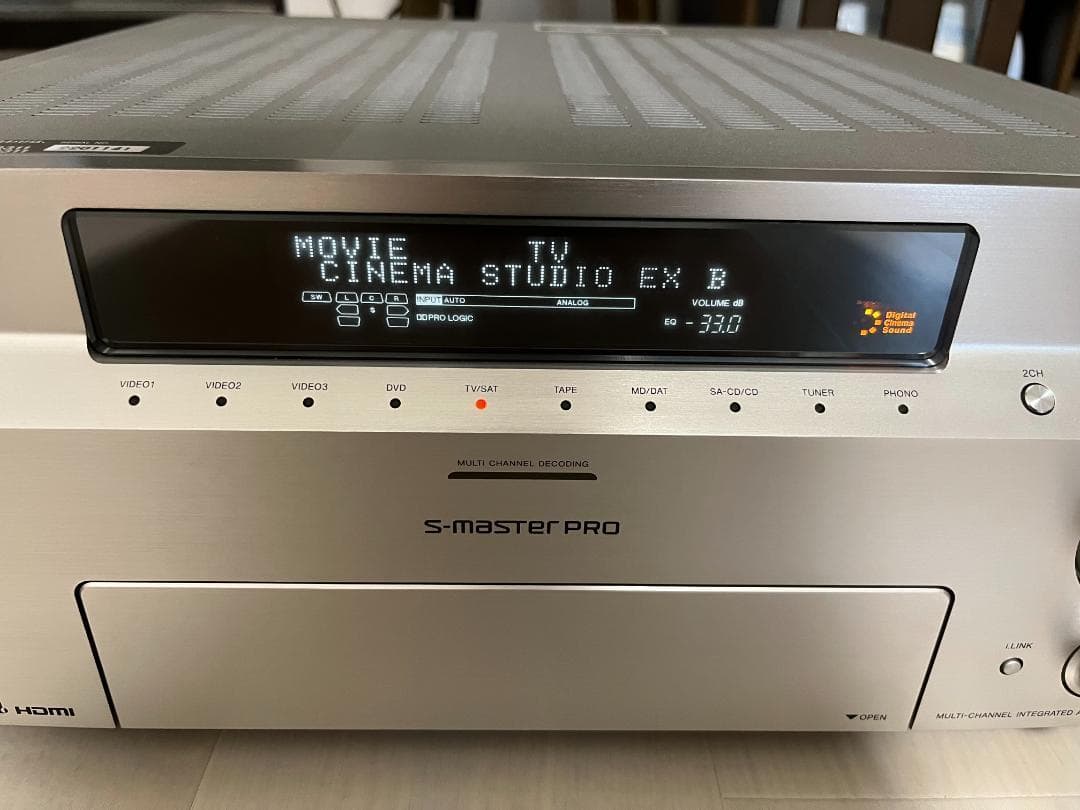 2201141
MOVIE TV
CINEMA STUDIO EX B
SW L C R INPUT AUTO ANALOG VOLUME dB
S
PRO LOGIC EQ -33.0
Digital
Cinema
Sound
VIDEO1 VIDEO2 VIDEO3 DVD TV/SAT TAPE MD/DAT SA-CD/CD TUNER PHONO 2CH
MULTI CHANNEL DECODING
S-master PRO
I.LINK
HDMI
OPEN
MULTI-CHANNEL INTEGRATED A